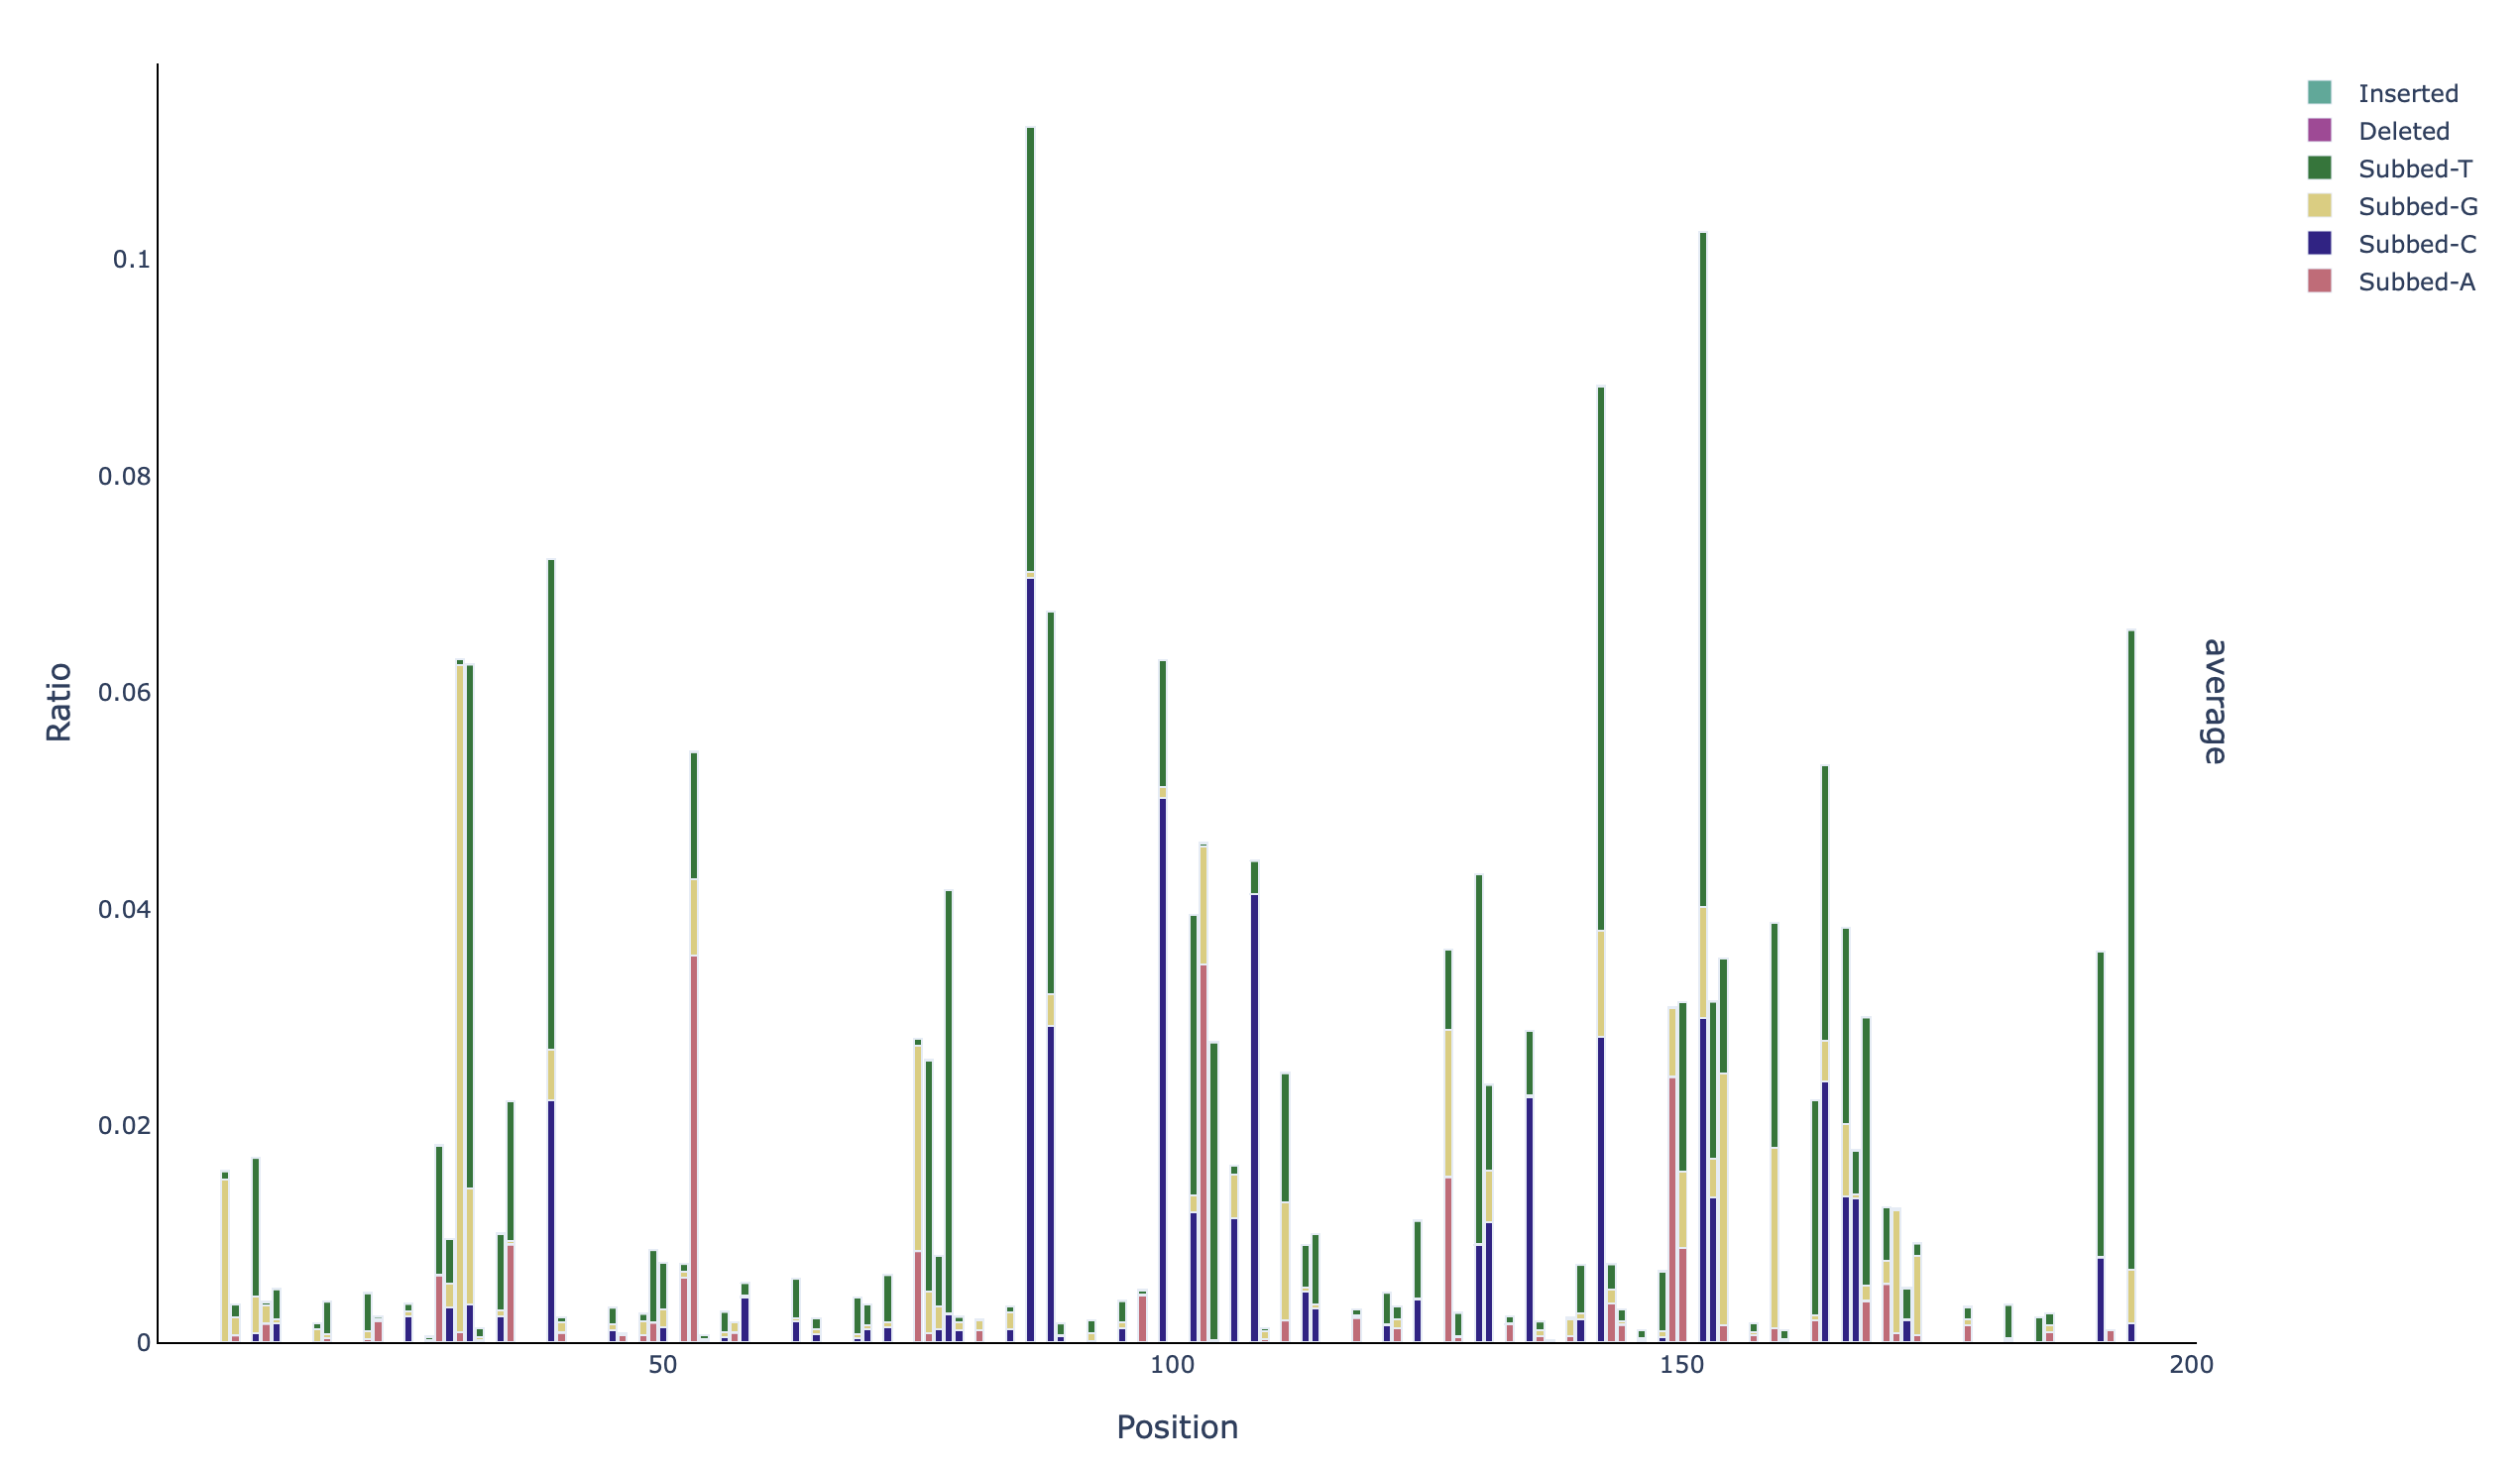 Inserted
Deleted
Subbed-T
Subbed-G
Subbed-C
Subbed-A
0.1
0.08
0.06
0.04
0.02
0
Ratio
average
50
100
150
200
Position